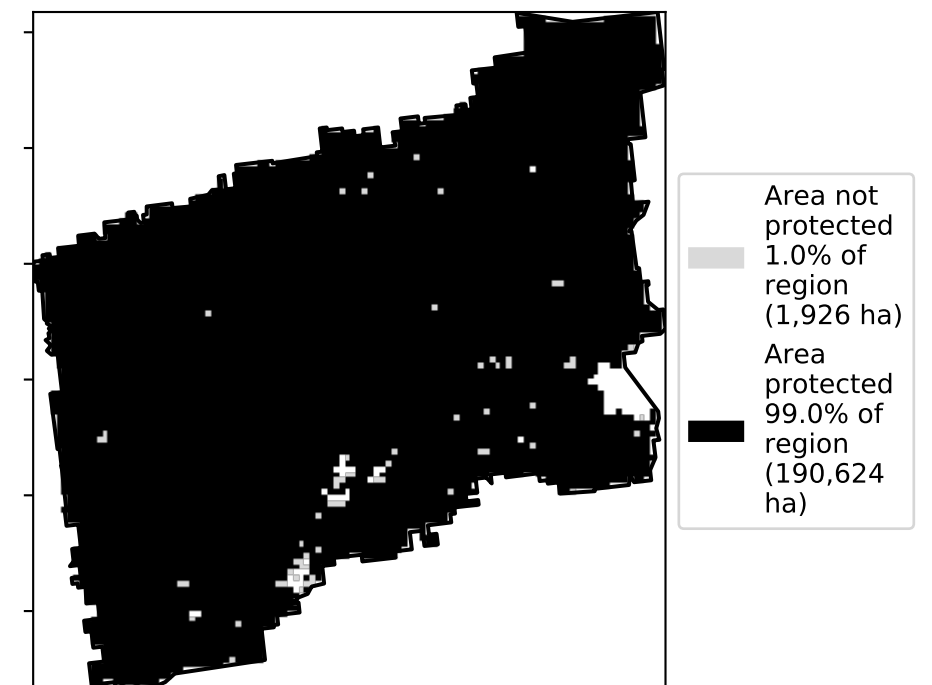 Area not
protected
1.0% of
region
(1,926 ha)
Area
protected
99.0% of
region
(190,624
ha)